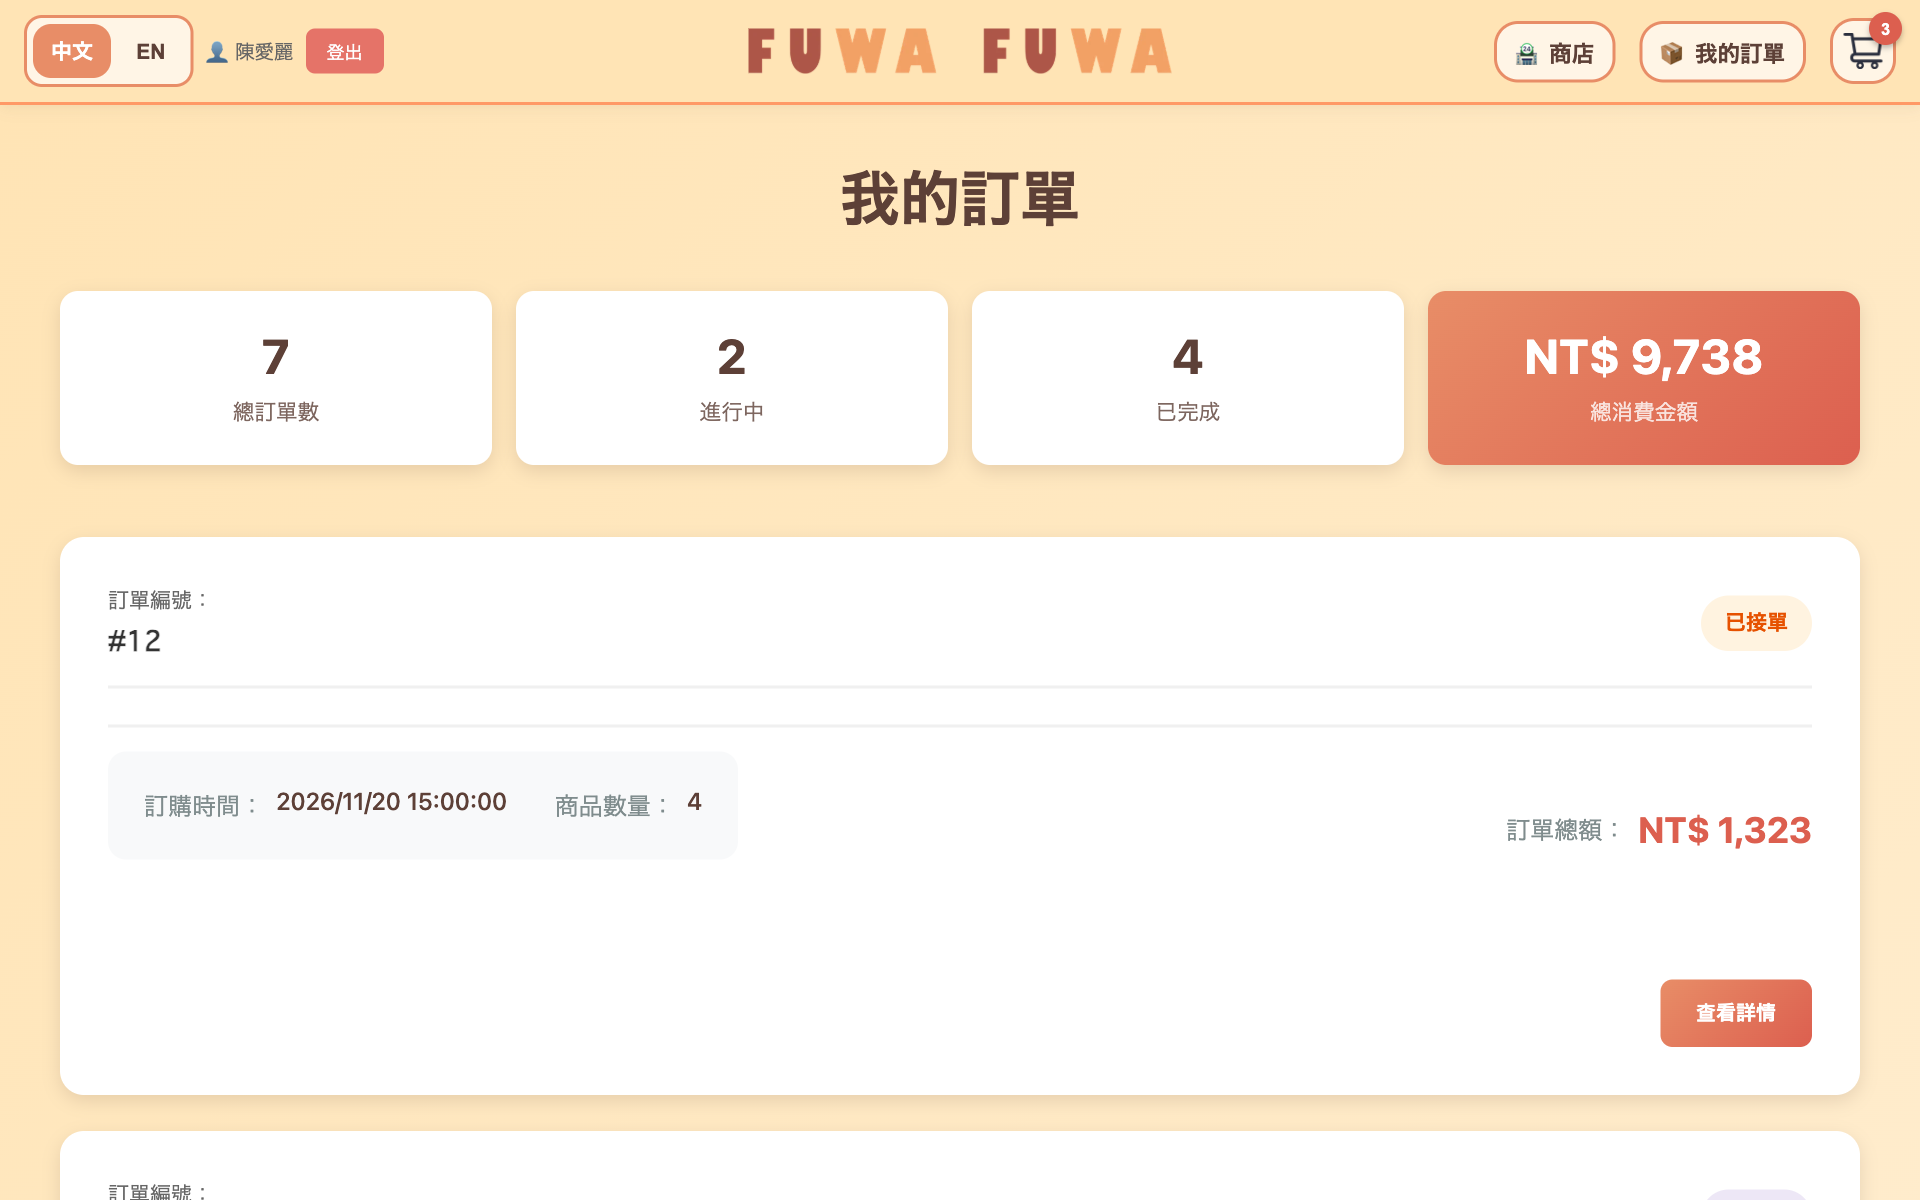 中文 EN 陳愛麗 登出 FUWA FUWA 24 商店 我的訂單 3
我的訂單
7 2 4 NT$ 9,738
總訂單數 進行中 已完成 總消費金額
訂單編號：
#12
已接單
訂購時間： 2026/11/20 15:00:00 商品數量： 4
訂單總額： NT$ 1,323
查看詳情
訂單編號：